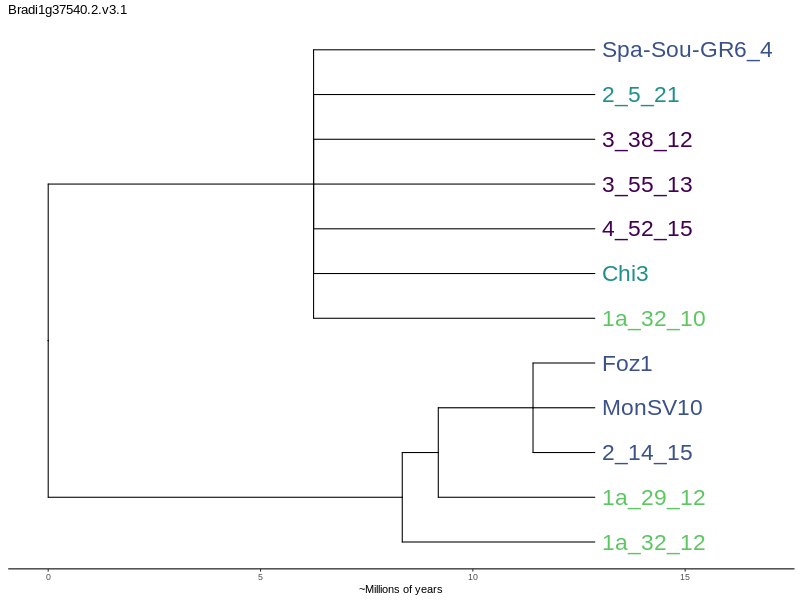 Bradi1g37540.2.v3.1
Spa-Sou-GR6_4
2_5_21
3_38_12
3_55_13
4_52_15
Chi3
1a_32_10
Foz1
MonSV10
2_14_15
1a_29_12
1a_32_12
0 5 10 15
~Millions of years